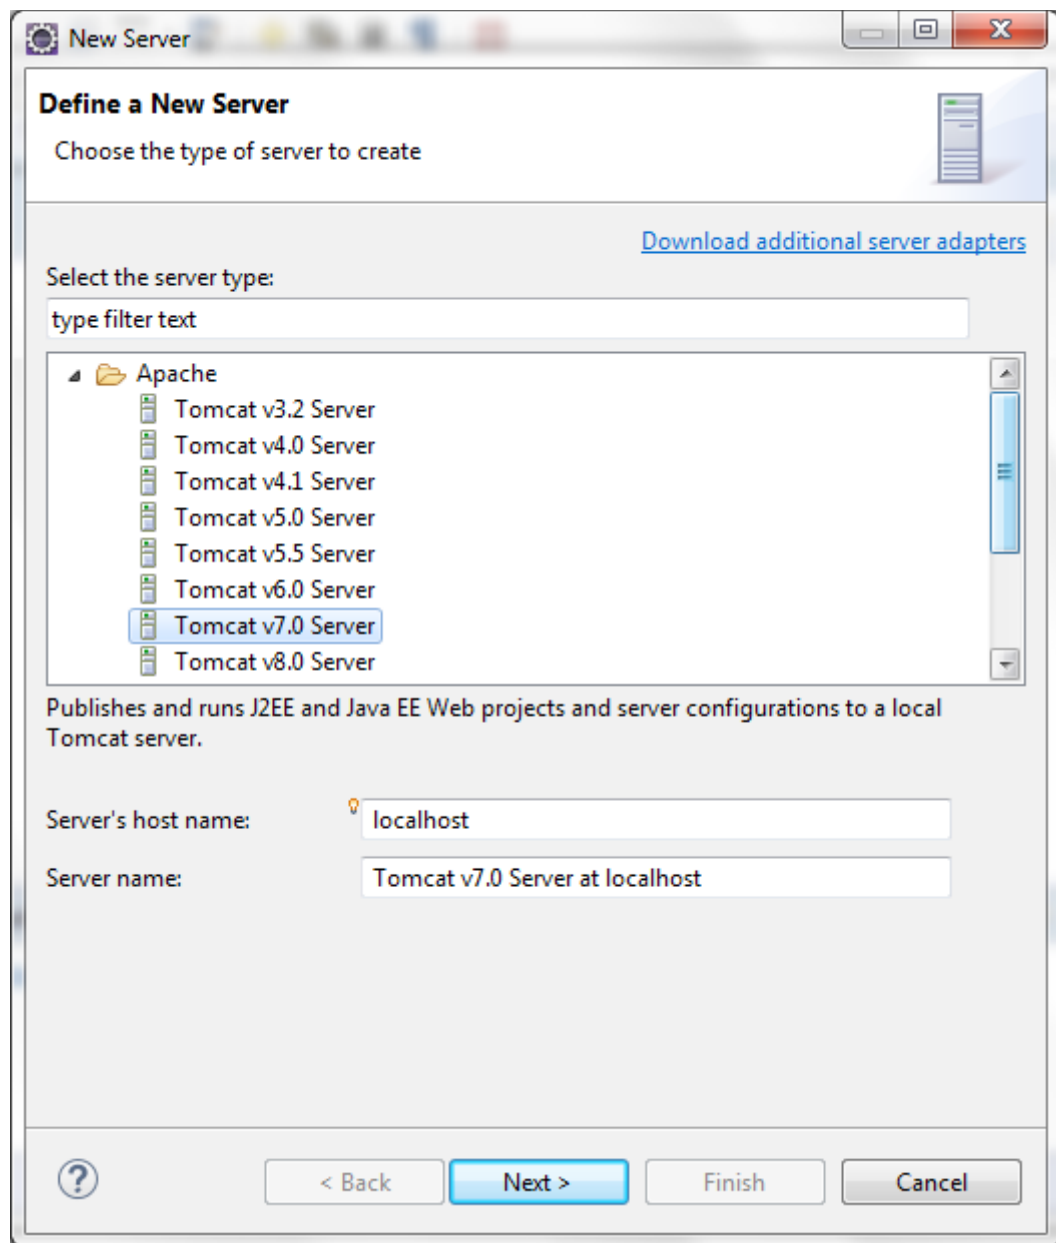 New Server
Define a New Server
Choose the type of server to create
Download additional server adapters
Select the server type:
type filter text
Apache
Tomcat v3.2 Server
Tomcat v4.0 Server
Tomcat v4.1 Server
Tomcat v5.0 Server
Tomcat v5.5 Server
Tomcat v6.0 Server
Tomcat v7.0 Server
Tomcat v8.0 Server
Publishes and runs J2EE and Java EE Web projects and server configurations to a local
Tomcat server.
Server's host name: localhost
Server name: Tomcat v7.0 Server at localhost
? < Back Next > Finish Cancel